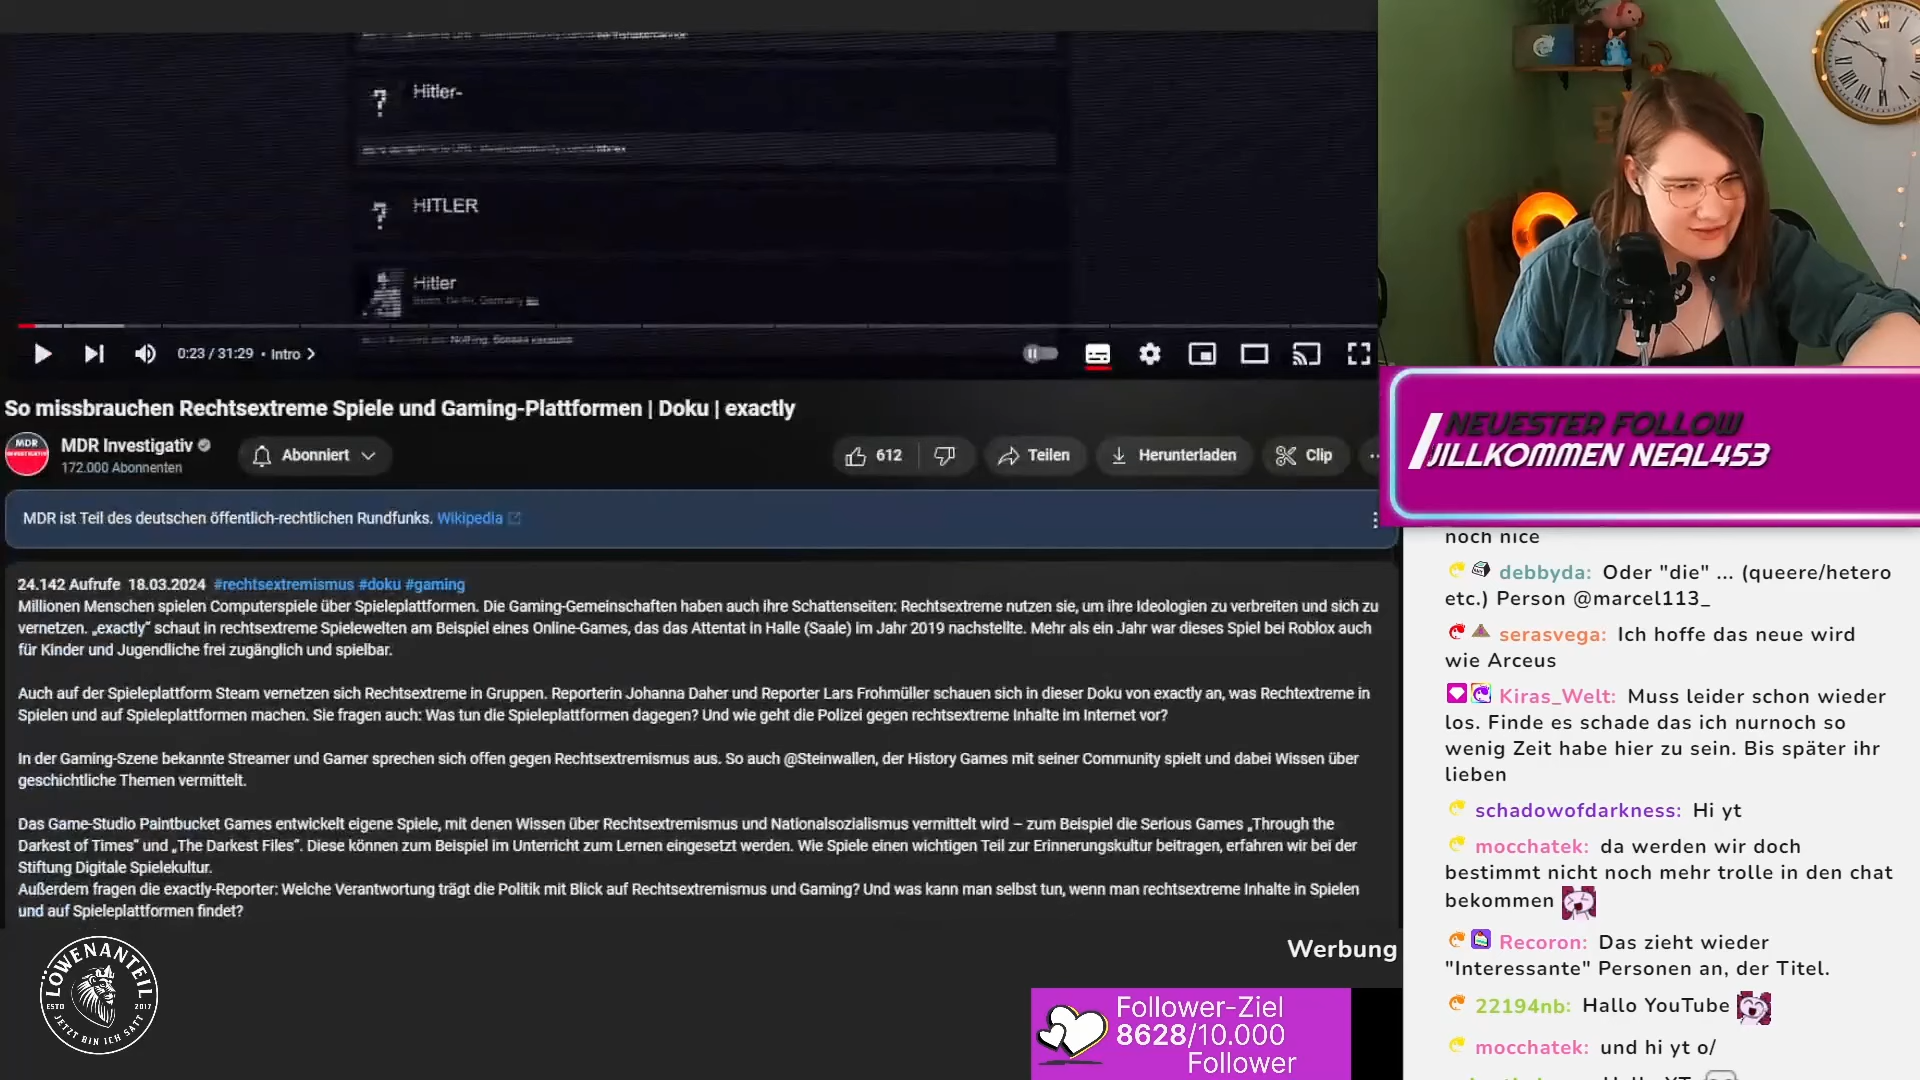 Hitler-
HITLER
Hitler
0:23 / 31:29 • Intro
So missbrauchen Rechtsextreme Spiele und Gaming-Plattformen | Doku | exactly
MDR
MDR Investigativ
172.000 Abonnenten
Abonniert
612
Teilen
Herunterladen
Clip
MDR ist Teil des deutschen öffentlich-rechtlichen Rundfunks. Wikipedia
24.142 Aufrufe 18.03.2024 #rechtsextremismus #doku #gaming
Millionen Menschen spielen Computerspiele über Spieleplattformen. Die Gaming-Gemeinschaften haben auch ihre Schattenseiten: Rechtsextreme nutzen sie, um ihre Ideologien zu verbreiten und sich zu
vernetzen. „exactly“ schaut in rechtsextreme Spielewelten am Beispiel eines Online-Games, das das Attentat in Halle (Saale) im Jahr 2019 nachstellte. Mehr als ein Jahr war dieses Spiel bei Roblox auch
für Kinder und Jugendliche frei zugänglich und spielbar.
Auch auf der Spieleplattform Steam vernetzen sich Rechtsextreme in Gruppen. Reporterin Johanna Daher und Reporter Lars Frohmüller schauen sich in dieser Doku von exactly an, was Rechtextreme in
Spielen und auf Spieleplattformen machen. Sie fragen auch: Was tun die Spieleplattformen dagegen? Und wie geht die Polizei gegen rechtsextreme Inhalte im Internet vor?
In der Gaming-Szene bekannte Streamer und Gamer sprechen sich offen gegen Rechtsextremismus aus. So auch @Steinwallen, der History Games mit seiner Community spielt und dabei Wissen über
geschichtliche Themen vermittelt.
Das Game-Studio Paintbucket Games entwickelt eigene Spiele, mit denen Wissen über Rechtsextremismus und Nationalsozialismus vermittelt wird – zum Beispiel die Serious Games „Through the
Darkest of Times“ und „The Darkest Files“. Diese können zum Beispiel im Unterricht zum Lernen eingesetzt werden. Wie Spiele einen wichtigen Teil zur Erinnerungskultur beitragen, erfahren wir bei der
Stiftung Digitale Spielekultur.
Außerdem fragen die exactly-Reporter: Welche Verantwortung trägt die Politik mit Blick auf Rechtsextremismus und Gaming? Und was kann man selbst tun, wenn man rechtsextreme Inhalte in Spielen
und auf Spieleplattformen findet?
LÖWENANTEIL
ESTD 2017
JETZT BIN ICH SATT
Werbung
Follower-Ziel
8628/10.000
Follower
NEUESTER FOLLOW
WILLKOMMEN NEAL453
noch nice
debbyda: Oder "die" ... (queere/hetero
etc.) Person @marcel113_
serasvega: Ich hoffe das neue wird
wie Arceus
Kiras_Welt: Muss leider schon wieder
los. Finde es schade das ich nurnoch so
wenig Zeit habe hier zu sein. Bis später ihr
lieben
schadowofdarkness: Hi yt
mocchatek: da werden wir doch
bestimmt nicht noch mehr trolle in den chat
bekommen
Recoron: Das zieht wieder
"Interessante" Personen an, der Titel.
22194nb: Hallo YouTube
mocchatek: und hi yt o/